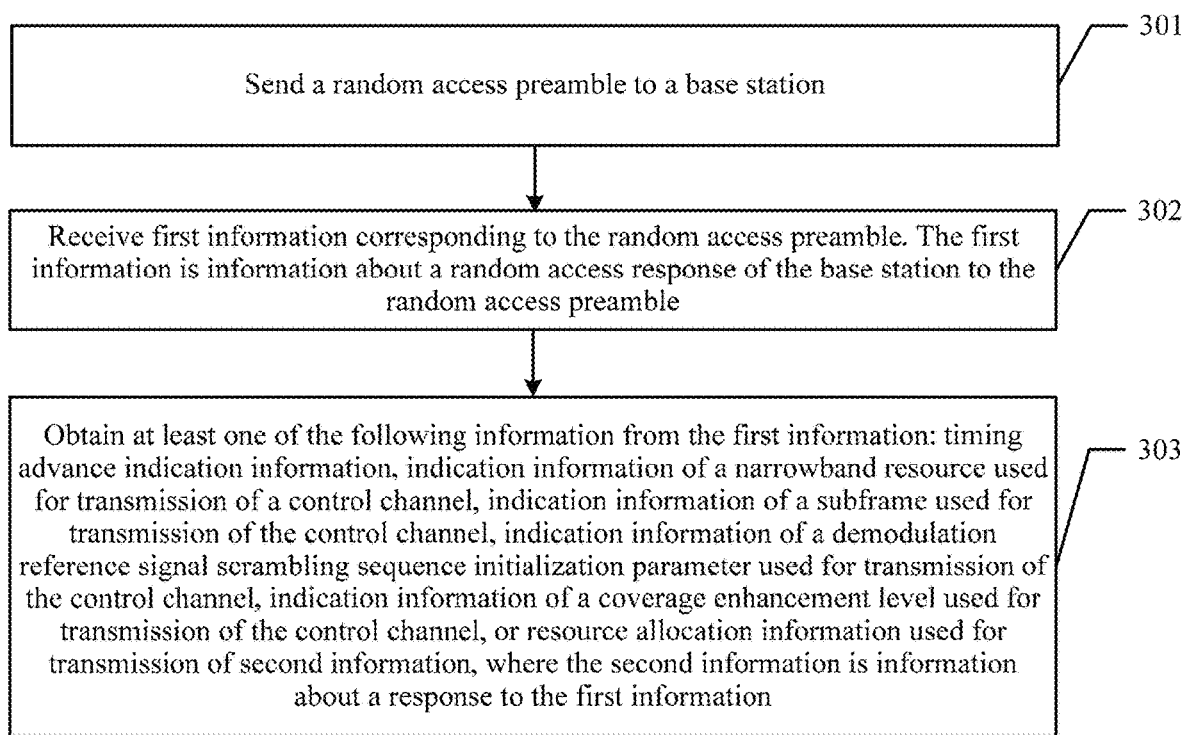 301
Send a random access preamble to a base station
302
Receive first information corresponding to the random access preamble. The first
information is information about a random access response of the base station to the
random access preamble
303
Obtain at least one of the following information from the first information: timing
advance indication information, indication information of a narrowband resource used
for transmission of a control channel, indication information of a subframe used for
transmission of the control channel, indication information of a demodulation
reference signal scrambling sequence initialization parameter used for transmission of
the control channel, indication information of a coverage enhancement level used for
transmission of the control channel, or resource allocation information used for
transmission of second information, where the second information is information
about a response to the first information